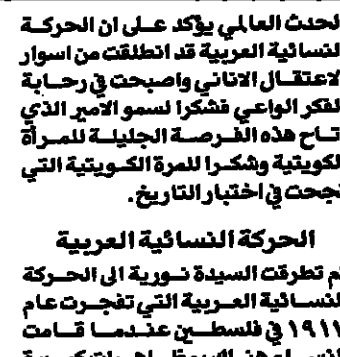 لحدث العالمي يؤكد على ان الحركة
لنسائية العربية قد انطلقت من اسوار
لاعتقال الاناني واصبحت في رحابة
لفكر الواعي فشكرا لسمو الامير الذي
تاح هذه الفرصة الجليلة للمرأة
لكويتية وشكرا للمرة الكويتية التي
نجحت في اختبار التاريخ.
الحركة النسائية العربية
م تطرقت السيدة نورية الى الحركة
لنسائية العربية التي تفجرت عام
١٩١٧ في فلسطين عندما قامت